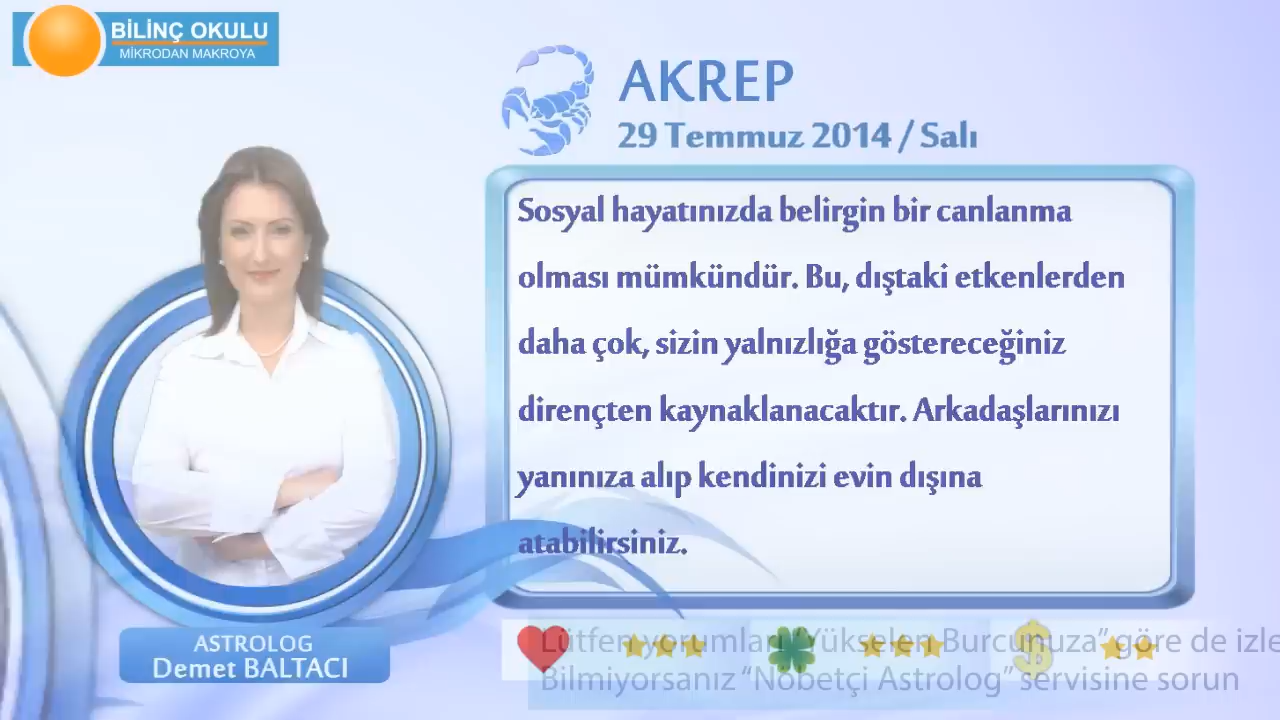 BİLİNÇ OKULU
MİKRODAN MAKROYA
AKREP
29 Temmuz 2014 / Salı
Sosyal hayatınızda belirgin bir canlanma
olması mümkündür. Bu, dıştaki etkenlerden
daha çok, sizin yalnızlığa göstereceğiniz
dirençten kaynaklanacaktır. Arkadaşlarınızı
yanınıza alıp kendinizi evin dışına
atabilirsiniz.
ASTROLOG
Demet BALTACI
Lütfen yorumları "Yükselen Burcunuza" göre de izle
Bilmiyorsanız "Nöbetçi Astrolog" servisine sorun